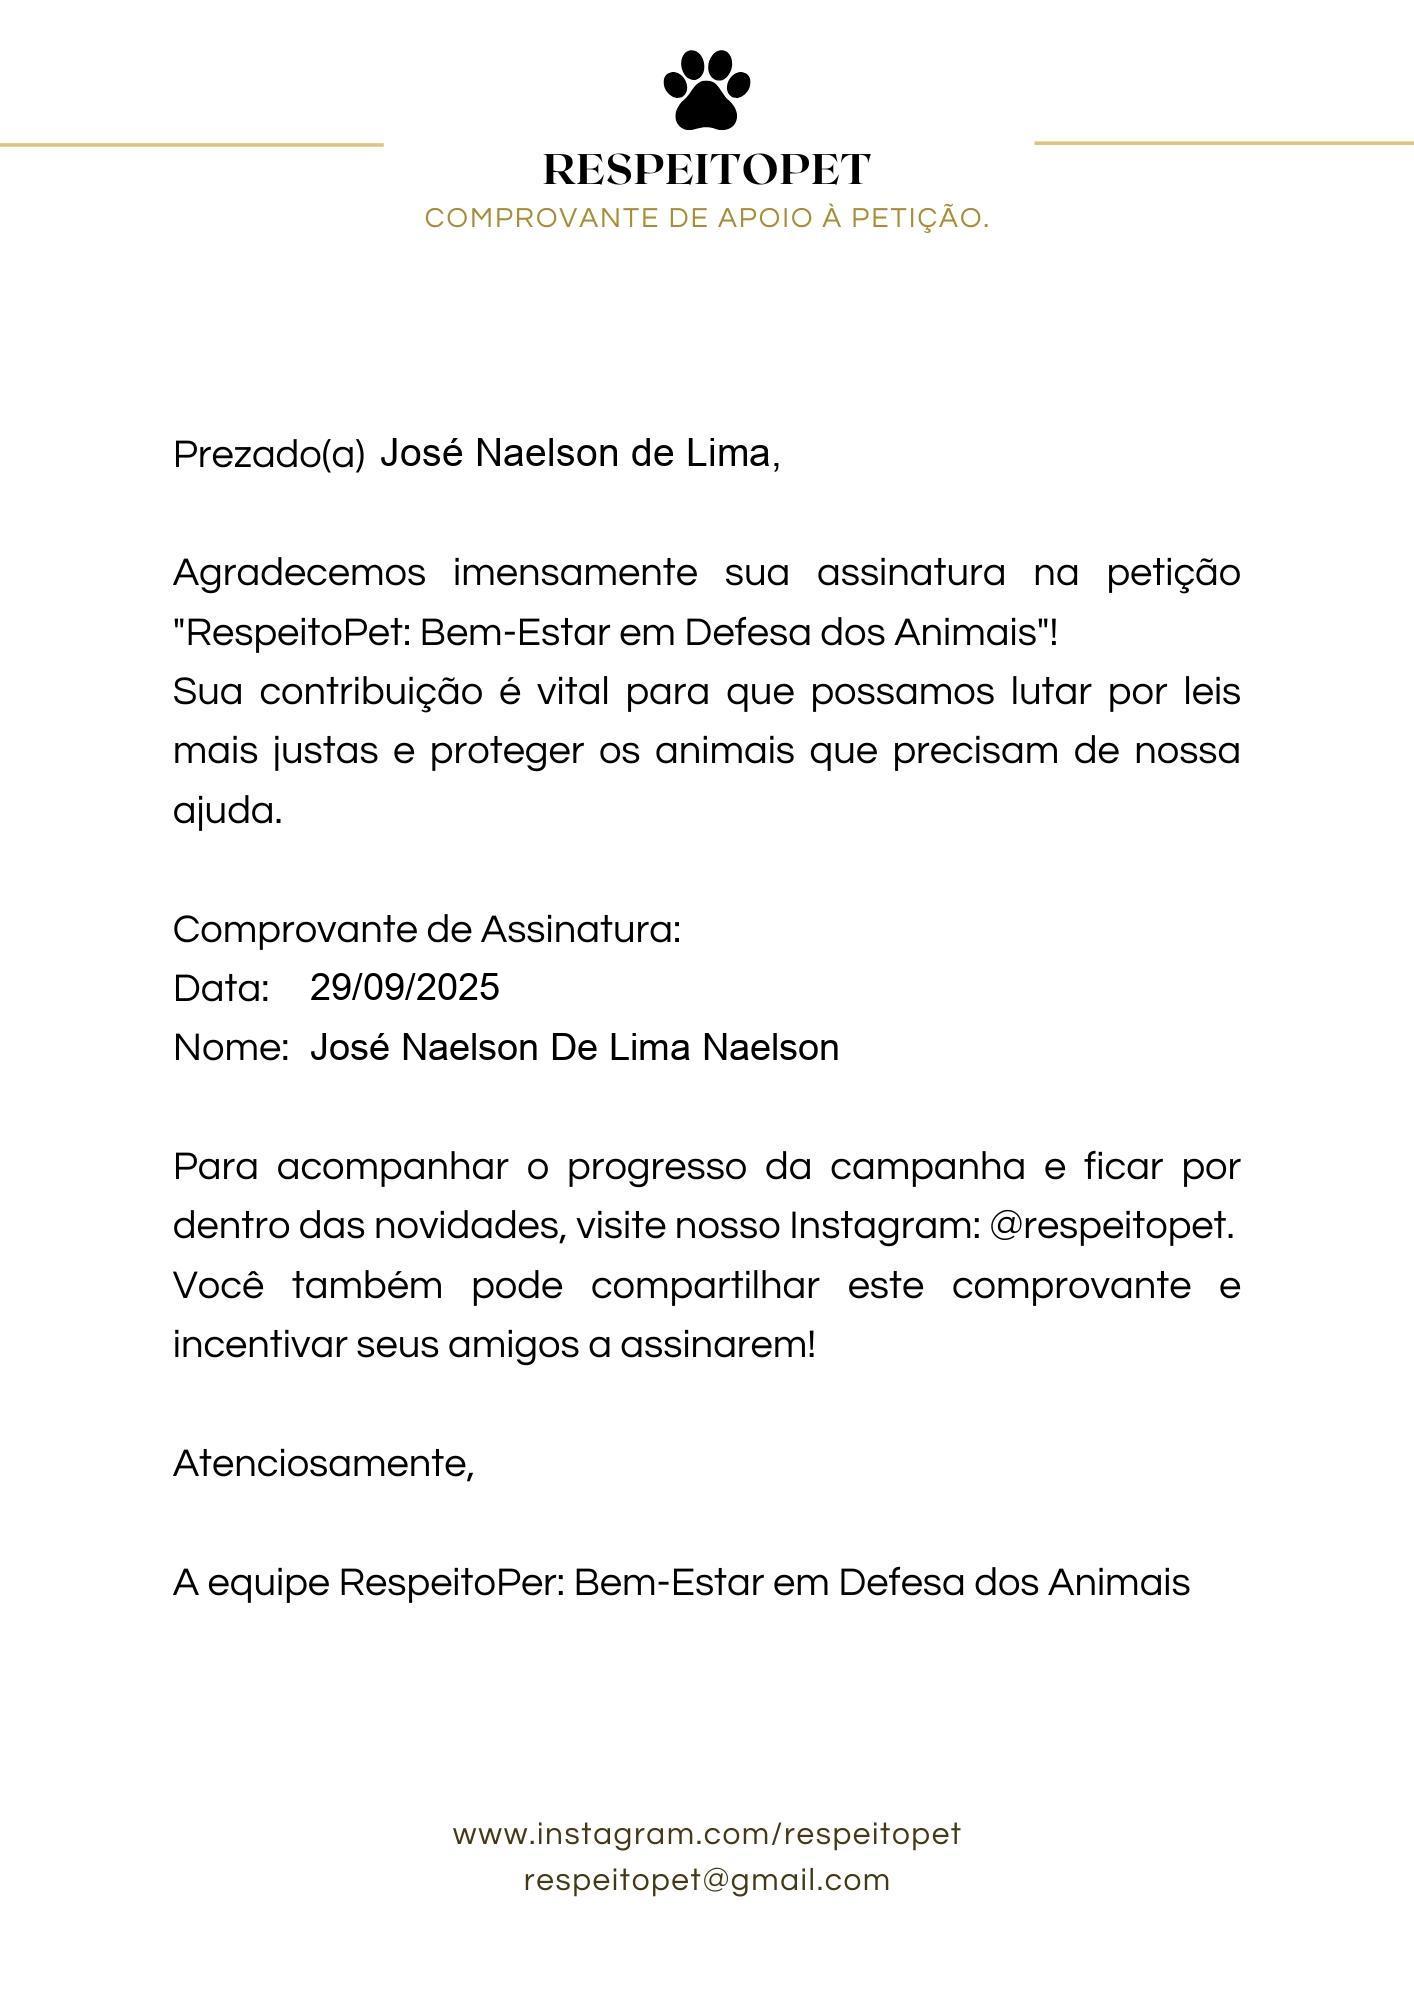 RESPEITOPET
COMPROVANTE DE APOIO À PETIÇÃO.
Prezado(a) José Naelson de Lima,
Agradecemos imensamente sua assinatura na petição
"RespeitoPet: Bem-Estar em Defesa dos Animais"!
Sua contribuição é vital para que possamos lutar por leis
mais justas e proteger os animais que precisam de nossa
ajuda.
Comprovante de Assinatura:
Data: 29/09/2025
Nome: José Naelson De Lima Naelson
Para acompanhar o progresso da campanha e ficar por
dentro das novidades, visite nosso Instagram: @respeitopet.
Você também pode compartilhar este comprovante e
incentivar seus amigos a assinarem!
Atenciosamente,
A equipe RespeitoPer: Bem-Estar em Defesa dos Animais
www.instagram.com/respeitopet
respeitopet@gmail.com